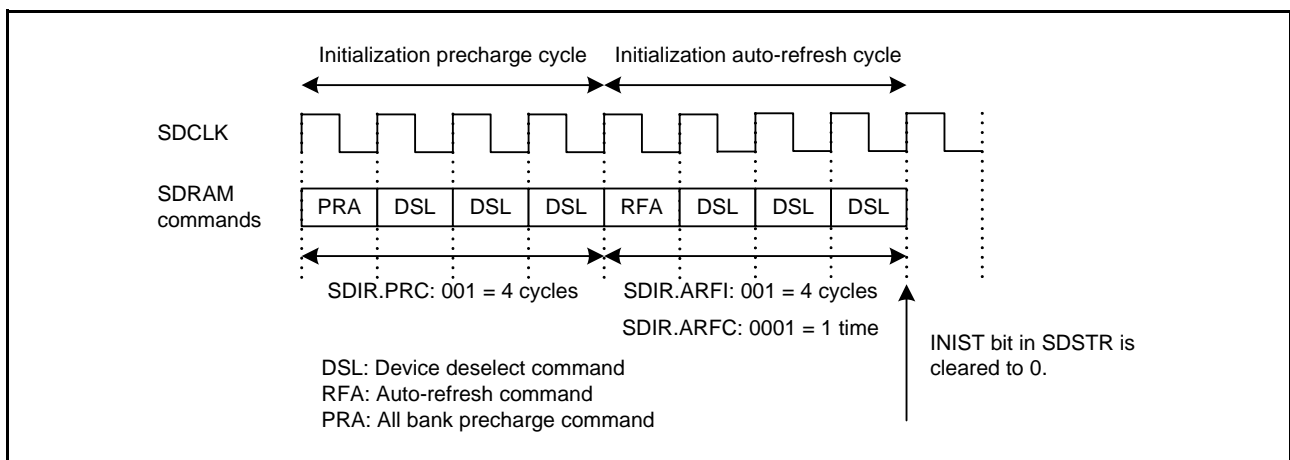 Initialization precharge cycle Initialization auto-refresh cycle
SDCLK
SDRAM
commands
PRA DSL DSL DSL RFA DSL DSL DSL
SDIR.PRC: 001 = 4 cycles SDIR.ARFI: 001 = 4 cycles
SDIR.ARFC: 0001 = 1 time
INIST bit in SDSTR is
cleared to 0.
DSL: Device deselect command
RFA: Auto-refresh command
PRA: All bank precharge command